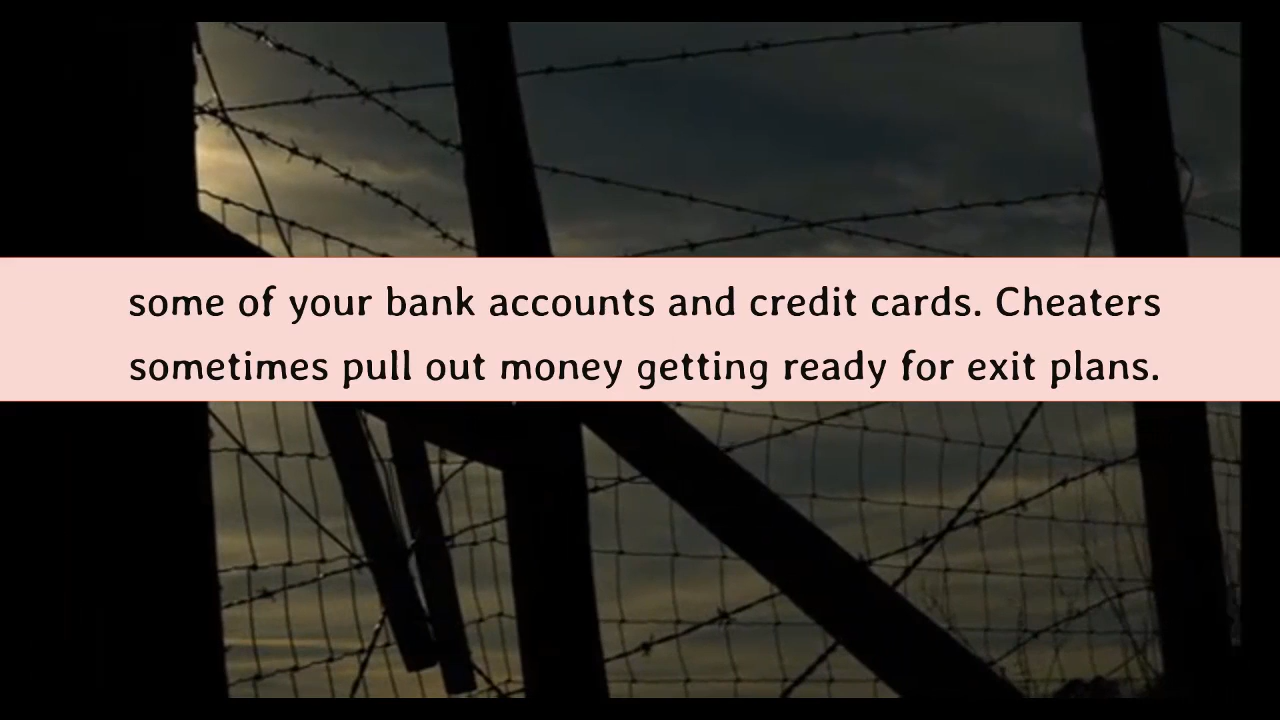 some of your bank accounts and credit cards. Cheaters
sometimes pull out money getting ready for exit plans.